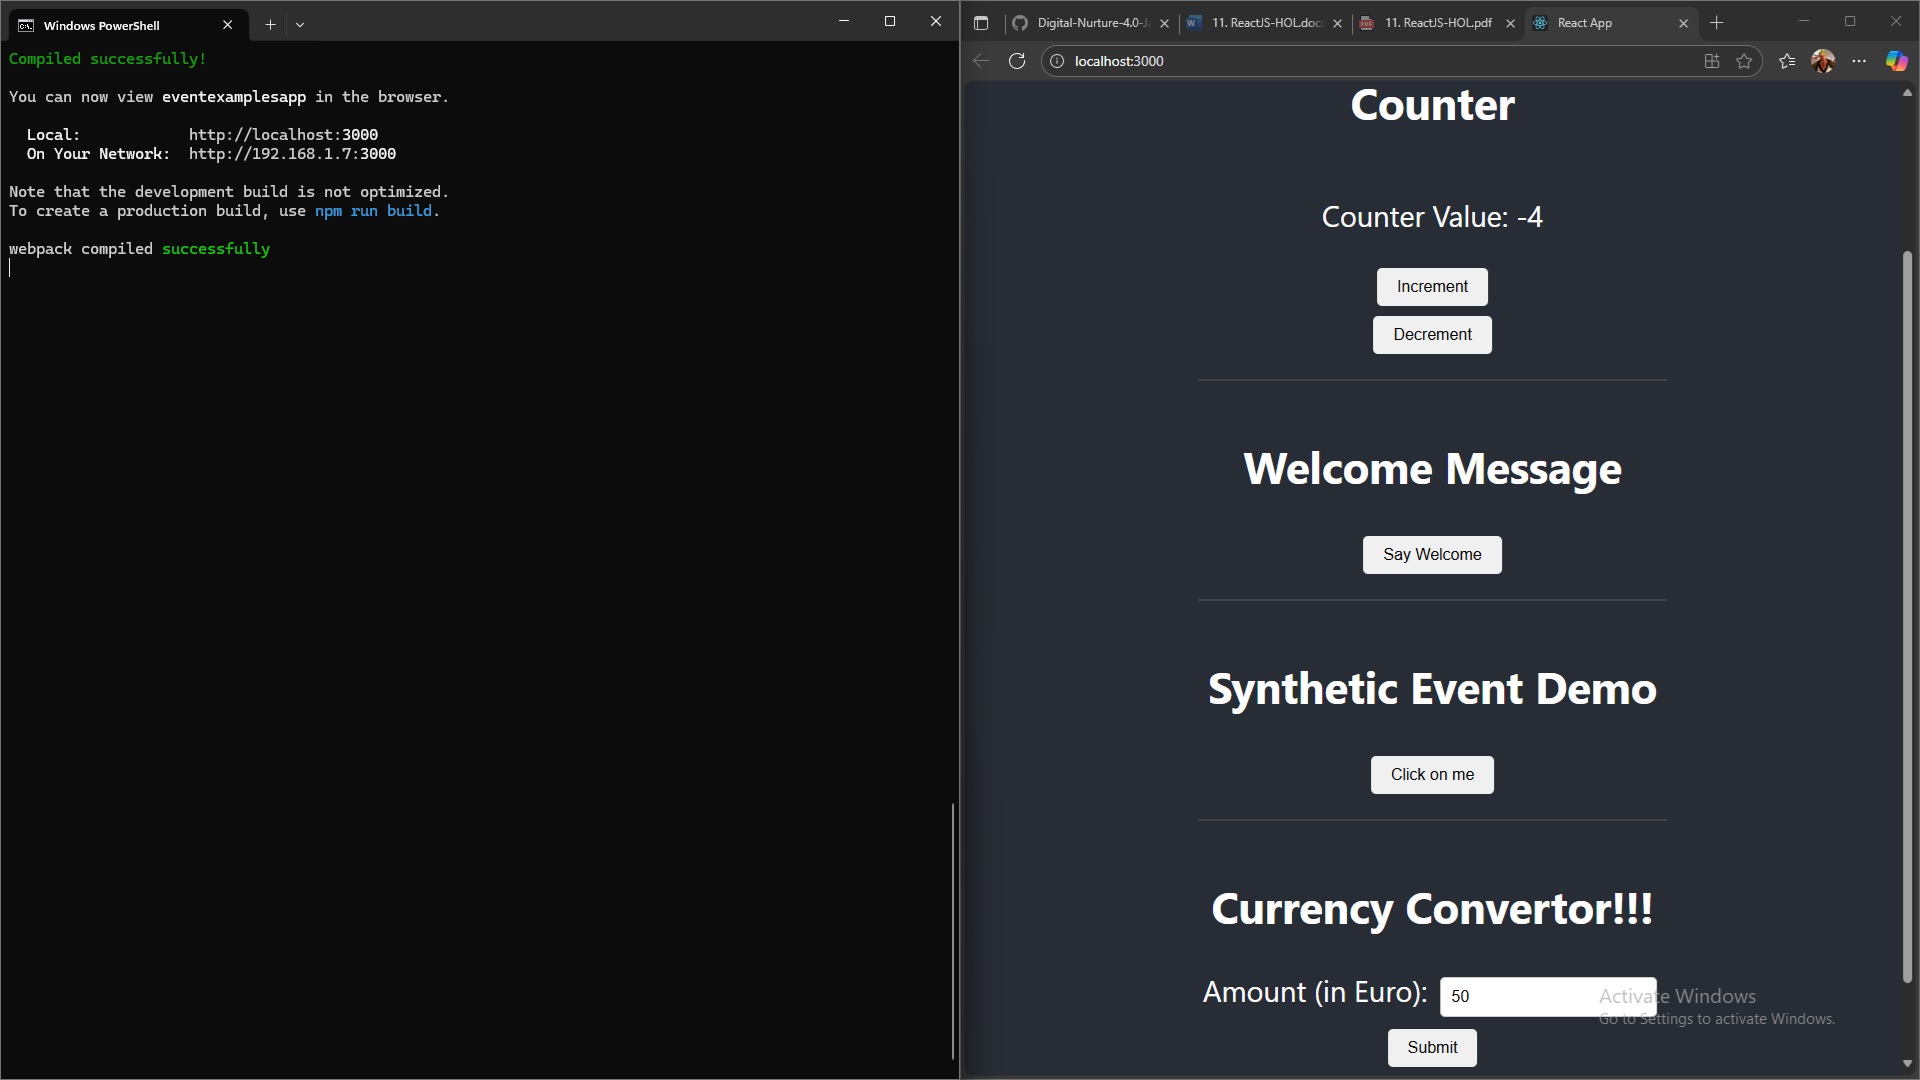 Windows PowerShell
Compiled successfully!
You can now view eventexamplesapp in the browser.
Local: http://localhost:3000
On Your Network: http://192.168.1.7:3000
Note that the development build is not optimized.
To create a production build, use npm run build.
webpack compiled successfully
Digital-Nurture-4.0-J
11. ReactJS-HOL.doc
11. ReactJS-HOL.pdf
React App
localhost:3000
Counter
Counter Value: -4
Increment
Decrement
Welcome Message
Say Welcome
Synthetic Event Demo
Click on me
Currency Convertor!!!
Amount (in Euro): 50
Submit
Activate Windows
Go to Settings to activate Windows.